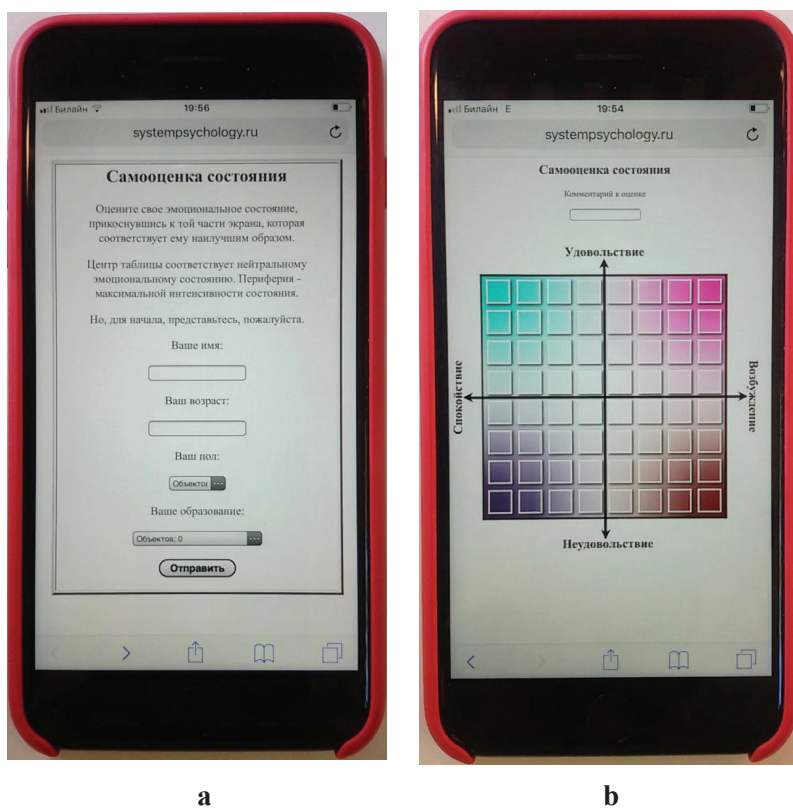 Билайн
19:56
systempsychology.ru
Самооценка состояния
Оцените свое эмоциональное состояние,
прикоснувшись к той части экрана, которая
соответствует ему наилучшим образом.
Центр таблицы соответствует нейтральному
эмоциональному состоянию. Периферия -
максимальной интенсивности состояния.
Но, для начала, представьтесь, пожалуйста.
Ваше имя:
Ваш возраст:
Ваш пол:
Объектов
Ваше образование:
Объектов: 0
Отправить
a
Билайн E
19:54
systempsychology.ru
Самооценка состояния
Комментарий к оценке
Удовольствие
Спокойствие
Возбуждение
Неудовольствие
b